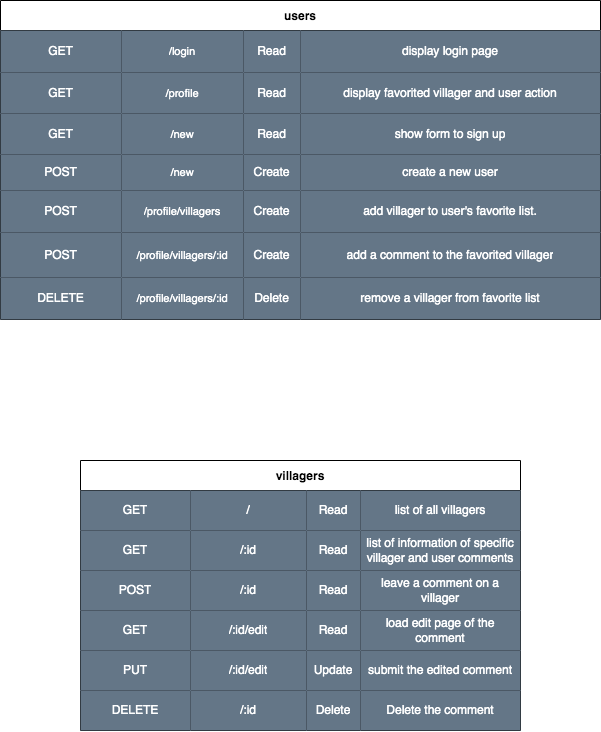 users
GET /login Read display login page
GET /profile Read display favorited villager and user action
GET /new Read show form to sign up
POST /new Create create a new user
POST /profile/villagers Create add villager to user's favorite list.
POST /profile/villagers/:id Create add a comment to the favorited villager
DELETE /profile/villagers/:id Delete remove a villager from favorite list
villagers
GET / Read list of all villagers
GET /:id Read list of information of specific
villager and user comments
POST /:id Read leave a comment on a
villager
GET /:id/edit Read load edit page of the
comment
PUT /:id/edit Update submit the edited comment
DELETE /:id Delete Delete the comment